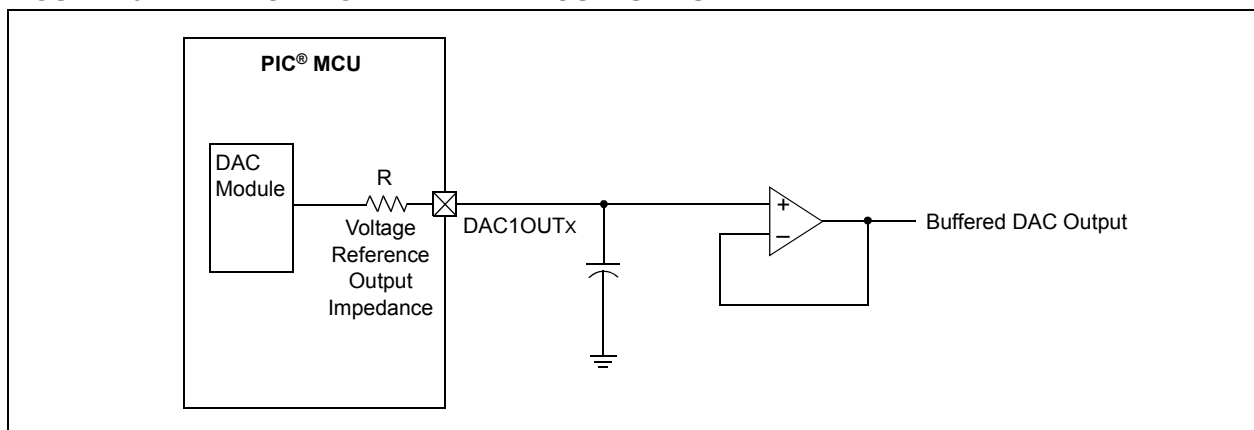 PIC® MCU
DAC
Module
R
Voltage
Reference
Output
Impedance
DAC1OUTx
+
–
Buffered DAC Output